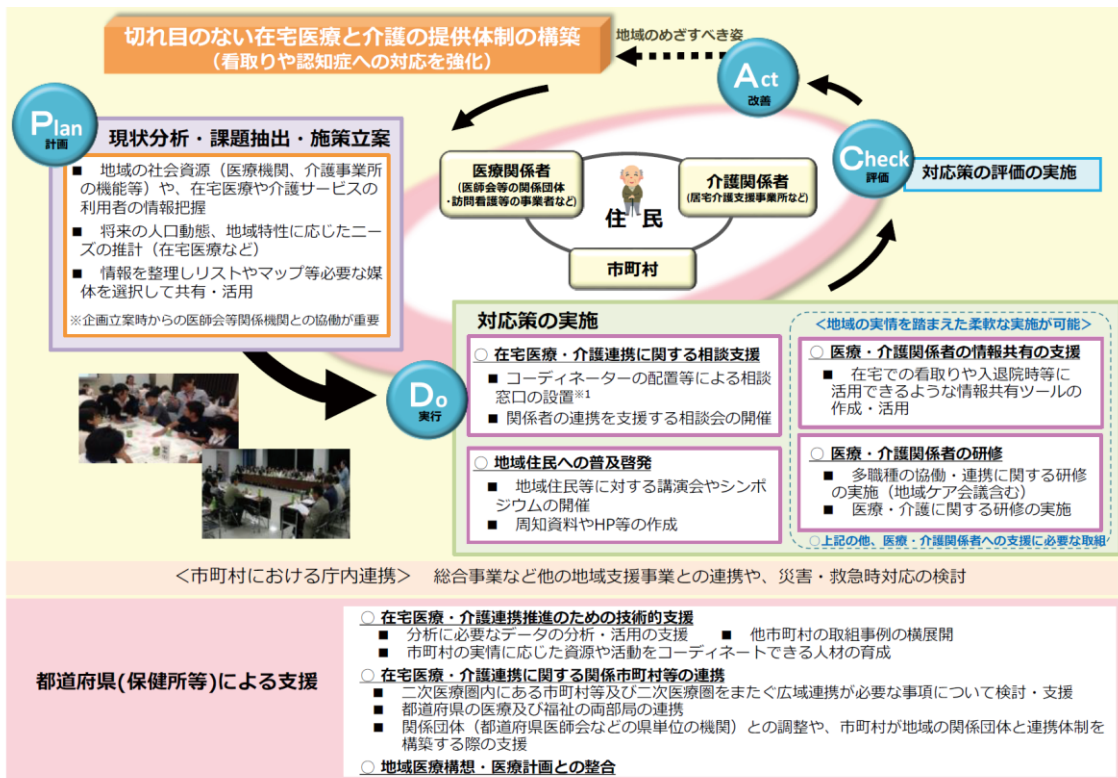 切れ目のない在宅医療と介護の提供体制の構築
（看取りや認知症への対応を強化）
地域のめざすべき姿
Act
改善
Plan
計画
現状分析・課題抽出・施策立案
■ 地域の社会資源（医療機関、介護事業所
の機能等）や、在宅医療や介護サービスの
利用者の情報把握
■ 将来の人口動態、地域特性に応じたニー
ズの推計（在宅医療など）
■ 情報を整理しリストやマップ等必要な媒
体を選択して共有・活用
※企画立案時からの医師会等関係機関との協働が重要
医療関係者
（医師会等の関係団体
・訪問看護等の事業者など）
介護関係者
（居宅介護支援事業所など）
住民
市町村
Check
評価
対応策の評価の実施
Do
実行
対応策の実施
○ 在宅医療・介護連携に関する相談支援
■ コーディネーターの配置等による相談
窓口の設置※1
■ 関係者の連携を支援する相談会の開催
○ 地域住民への普及啓発
■ 地域住民等に対する講演会やシンポ
ジウムの開催
■ 周知資料やHP等の作成
＜地域の実情を踏まえた柔軟な実施が可能＞
○ 医療・介護関係者の情報共有の支援
■ 在宅での看取りや入退院時等に
活用できるような情報共有ツールの
作成・活用
○ 医療・介護関係者の研修
■ 多職種の協働・連携に関する研修
の実施（地域ケア会議含む）
■ 医療・介護に関する研修の実施
○上記の他、医療・介護関係者への支援に必要な取組
＜市町村における庁内連携＞ 総合事業など他の地域支援事業との連携や、災害・救急時対応の検討
都道府県(保健所等)による支援
○ 在宅医療・介護連携推進のための技術的支援
■ 分析に必要なデータの分析・活用の支援 ■ 他市町村の取組事例の横展開
■ 市町村の実情に応じた資源や活動をコーディネートできる人材の育成
○ 在宅医療・介護連携に関する関係市町村等の連携
■ 二次医療圏内にある市町村等及び二次医療圏をまたぐ広域連携が必要な事項について検討・支援
■ 都道府県の医療及び福祉の両部局の連携
■ 関係団体（都道府県医師会などの県単位の機関）との調整や、市町村が地域の関係団体と連携体制を
構築する際の支援
○ 地域医療構想・医療計画との整合